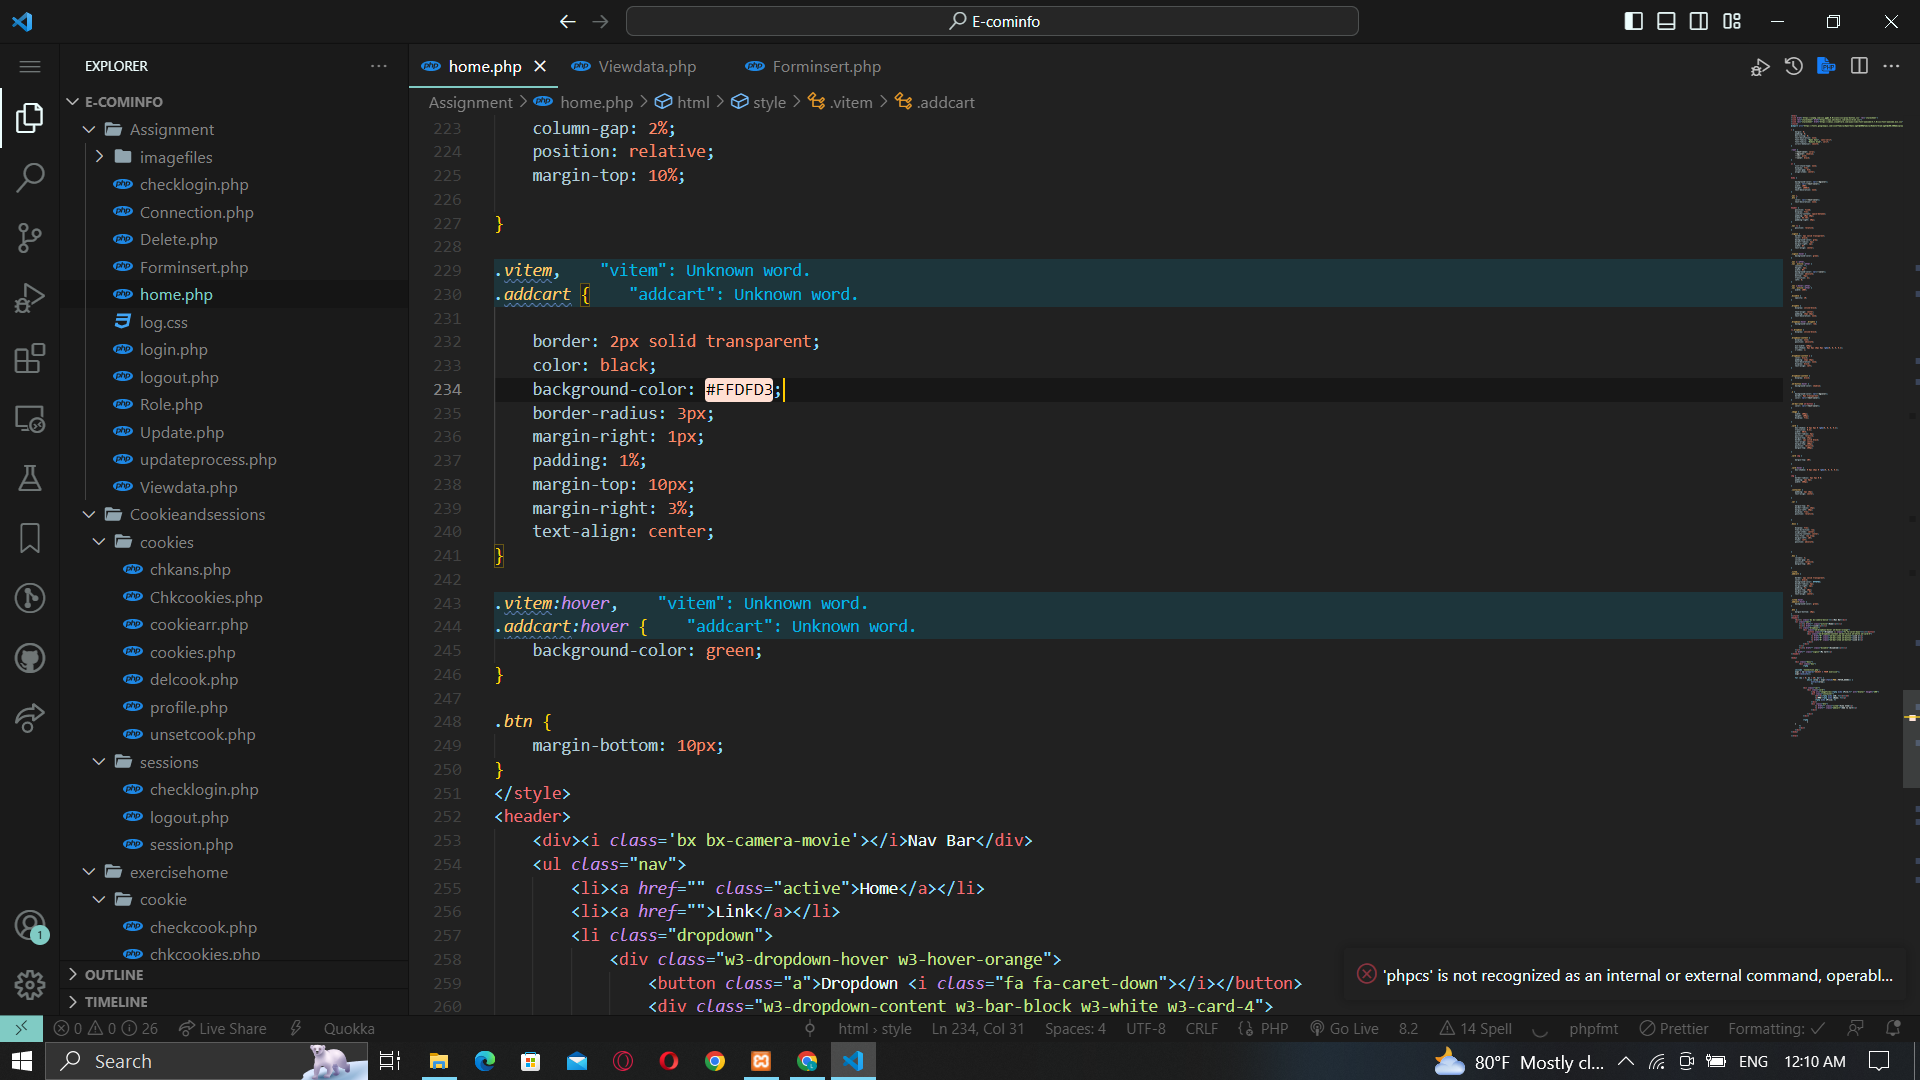 E-cominfo
EXPLORER
E-COMINFO
Assignment
imagefiles
checklogin.php
Connection.php
Delete.php
Forminsert.php
home.php
log.css
login.php
logout.php
Role.php
Update.php
updateprocess.php
Viewdata.php
Cookieandsessions
cookies
chkans.php
Chkcookies.php
cookiearr.php
cookies.php
delcook.php
profile.php
unsetcook.php
sessions
checklogin.php
logout.php
session.php
exercisehome
cookie
checkcook.php
chkcookies.php
OUTLINE
TIMELINE
home.php
Viewdata.php
Forminsert.php
Assignment > home.php > html > style > .vitem > .addcart
223 column-gap: 2%;
224 position: relative;
225 margin-top: 10%;
226
227 }
228
229 .vitem, "vitem": Unknown word.
230 .addcart { "addcart": Unknown word.
231
232 border: 2px solid transparent;
233 color: black;
234 background-color: #FFDFD3;
235 border-radius: 3px;
236 margin-right: 1px;
237 padding: 1%;
238 margin-top: 10px;
239 margin-right: 3%;
240 text-align: center;
241 }
242
243 .vitem:hover, "vitem": Unknown word.
244 .addcart:hover { "addcart": Unknown word.
245 background-color: green;
246 }
247
248 .btn {
249 margin-bottom: 10px;
250 }
251 </style>
252 <header>
253 <div><i class='bx bx-camera-movie'></i>Nav Bar</div>
254 <ul class="nav">
255 <li><a href="" class="active">Home</a></li>
256 <li><a href="">Link</a></li>
257 <li class="dropdown">
258 <div class="w3-dropdown-hover w3-hover-orange">
259 <button class="a">Dropdown <i class="fa fa-caret-down"></i></button>
260 <div class="w3-dropdown-content w3-bar-block w3-white w3-card-4">
'phpcs' is not recognized as an internal or external command, operabl...
0 0 26 Live Share Quokka html › style Ln 234, Col 31 Spaces: 4 UTF-8 CRLF PHP Go Live 8.2 14 Spell phpfmt Prettier Formatting: ✓
Search
80°F Mostly cl... ENG 12:10 AM